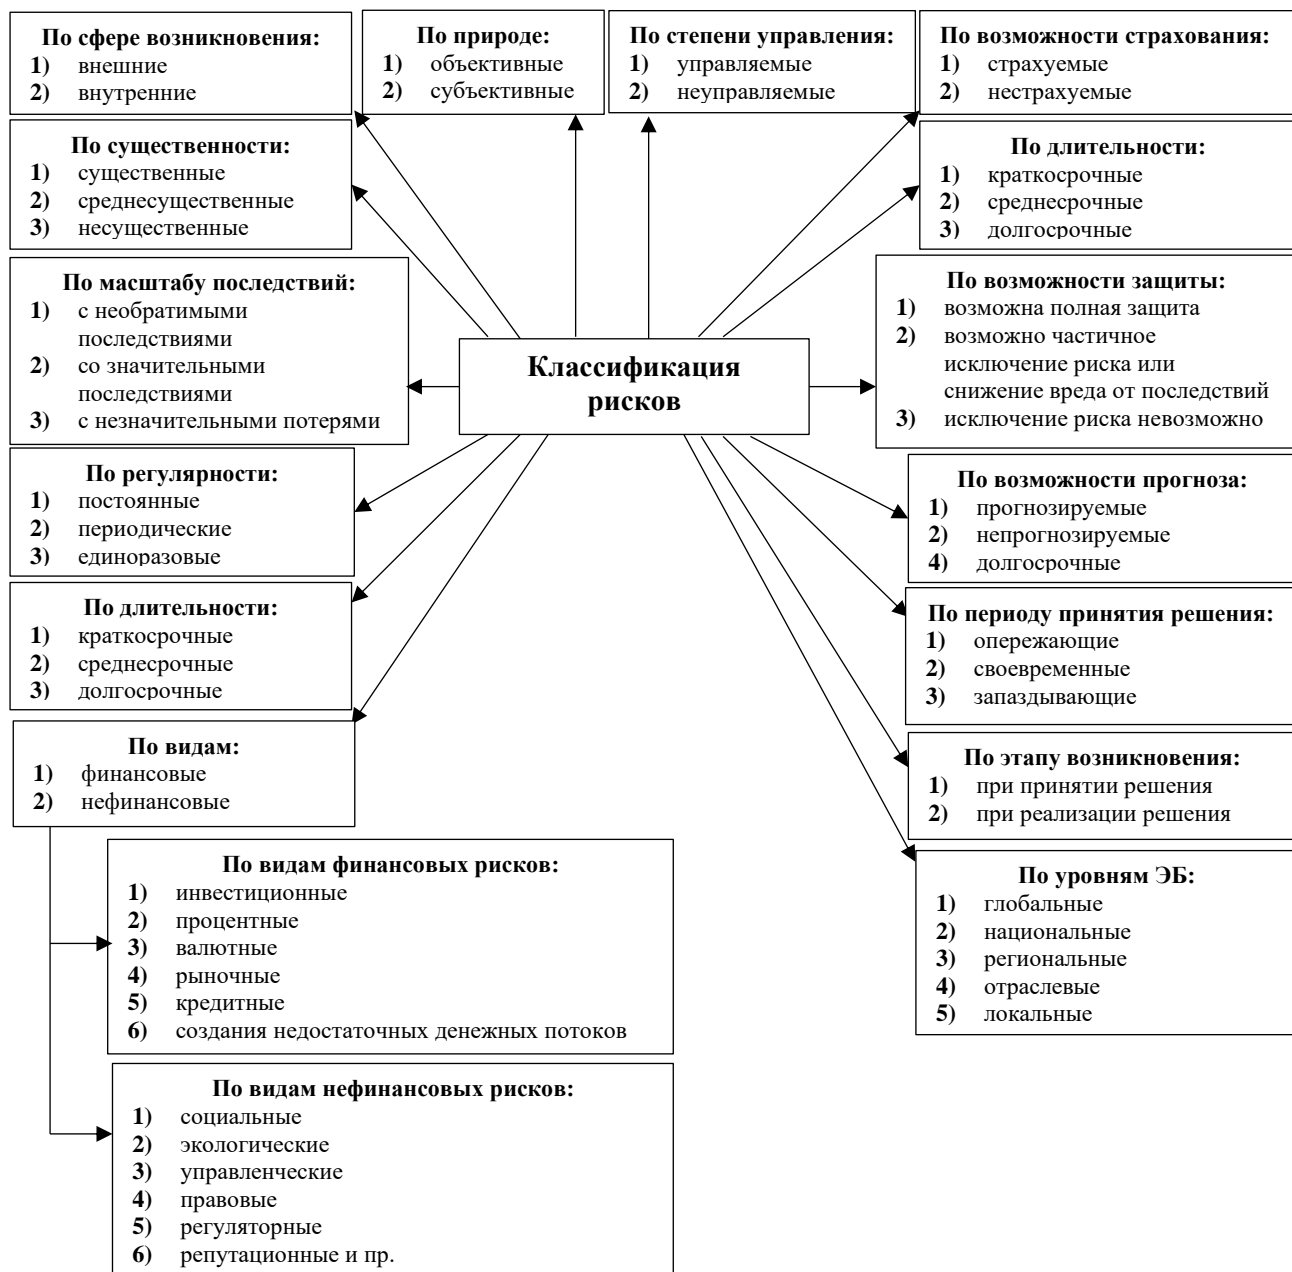 По сфере возникновения:
1) внешние
2) внутренние
По природе:
1) объективные
2) субъективные
По степени управления:
1) управляемые
2) неуправляемые
По возможности страхования:
1) страхуемые
2) нестрахуемые
По существенности:
1) существенные
2) среднесущественные
3) несущественные
По длительности:
1) краткосрочные
2) среднесрочные
3) долгосрочные
По масштабу последствий:
1) с необратимыми
последствиями
2) со значительными
последствиями
3) с незначительными потерями
Классификация
рисков
По возможности защиты:
1) возможна полная защита
2) возможно частичное
исключение риска или
снижение вреда от последствий
3) исключение риска невозможно
По регулярности:
1) постоянные
2) периодические
3) единоразовые
По возможности прогноза:
1) прогнозируемые
2) непрогнозируемые
4) долгосрочные
По длительности:
1) краткосрочные
2) среднесрочные
3) долгосрочные
По периоду принятия решения:
1) опережающие
2) своевременные
3) запаздывающие
По видам:
1) финансовые
2) нефинансовые
По этапу возникновения:
1) при принятии решения
2) при реализации решения
По видам финансовых рисков:
1) инвестиционные
2) процентные
3) валютные
4) рыночные
5) кредитные
6) создания недостаточных денежных потоков
По уровням ЭБ:
1) глобальные
2) национальные
3) региональные
4) отраслевые
5) локальные
По видам нефинансовых рисков:
1) социальные
2) экологические
3) управленческие
4) правовые
5) регуляторные
6) репутационные и пр.